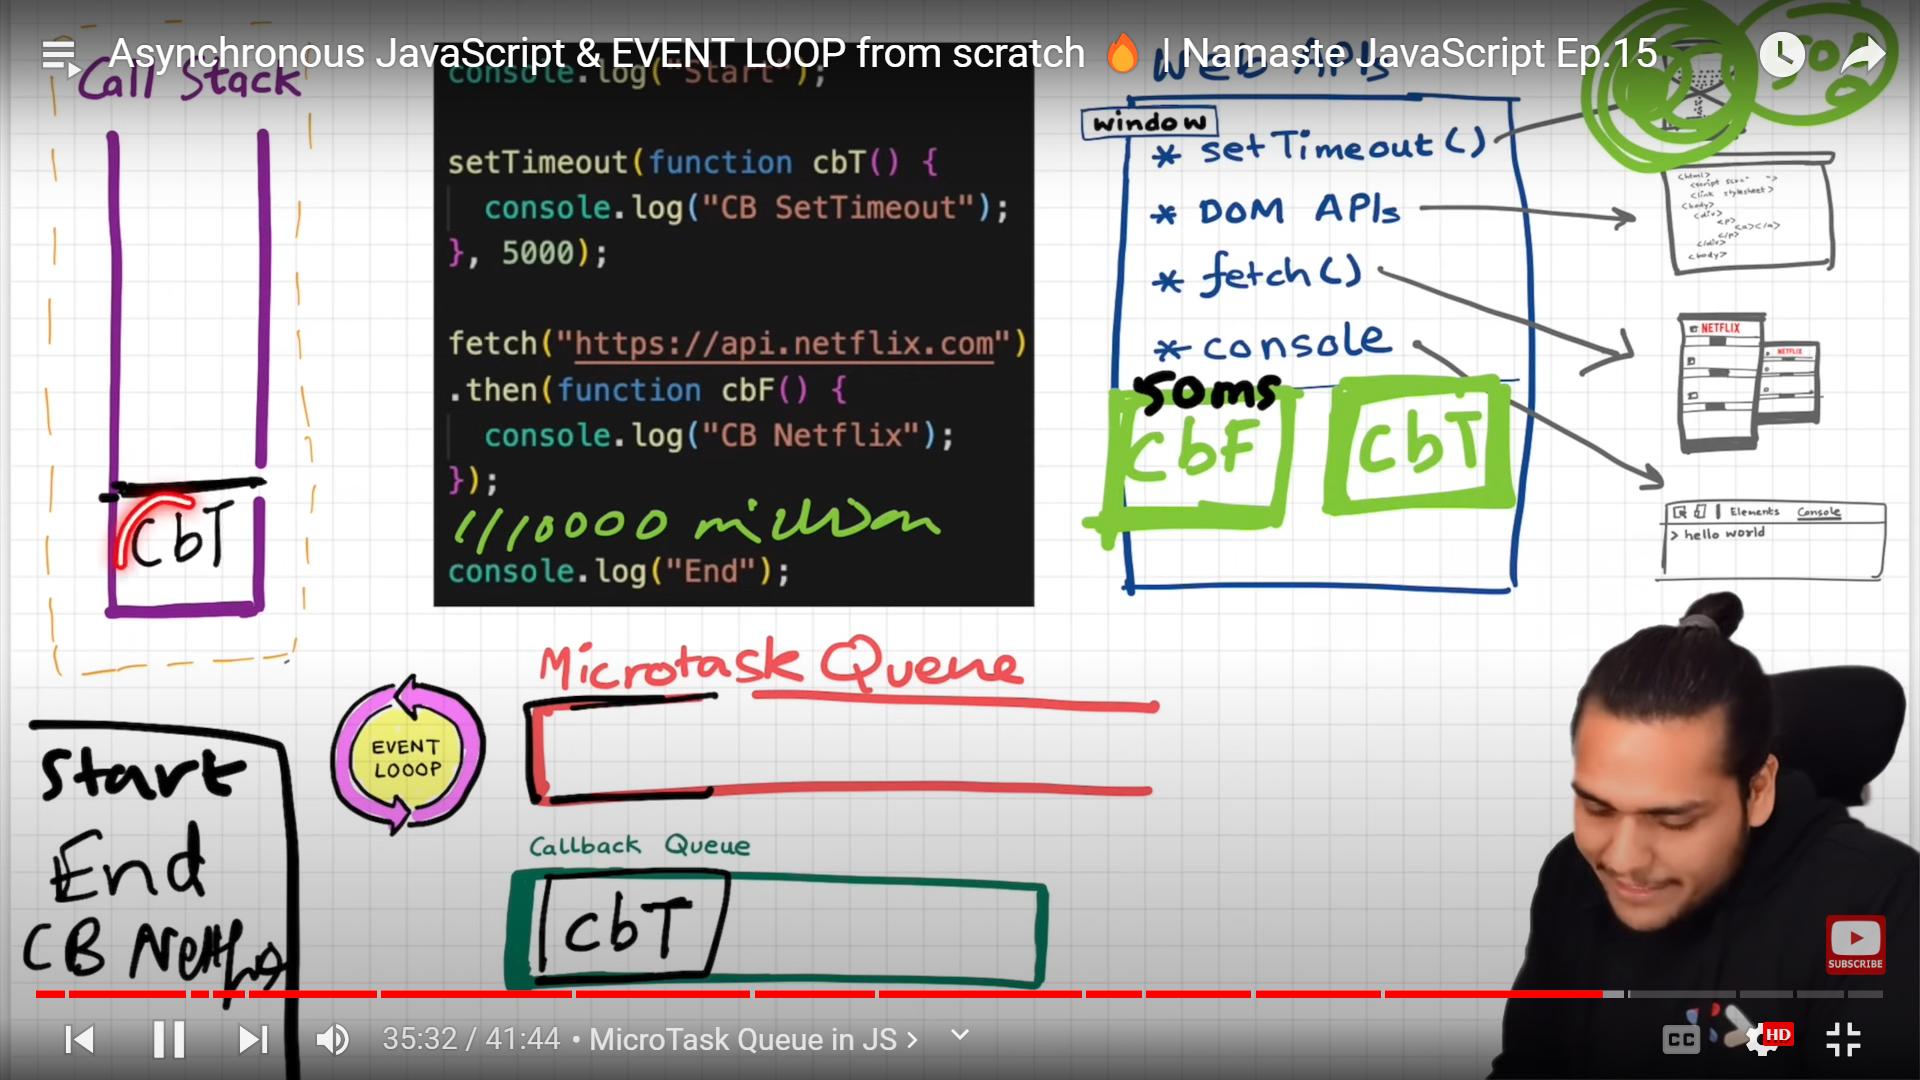 Asynchronous JavaScript & EVENT LOOP from scratch 🔥 | Namaste JavaScript Ep.15
Call Stack
cbT
console.log("Start");
setTimeout(function cbT() {
console.log("CB SetTimeout");
}, 5000);
fetch("https://api.netflix.com")
.then(function cbF() {
console.log("CB Netflix");
});
// 10000 million
console.log("End");
Web APIs
window
* setTimeout()
* DOM APIs
* fetch()
* console
50ms
CbF
CbT
<html>
<body>
<div>
<p>
<a></a>
</p>
</div>
<body>
NETFLIX
NETFLIX
Elements Console
> hello world
Microtask Queue
EVENT
LOOOP
Callback Queue
cbT
Start
End
CB Netflix
SUBSCRIBE
35:32 / 41:44 • MicroTask Queue in JS >
CC
HD